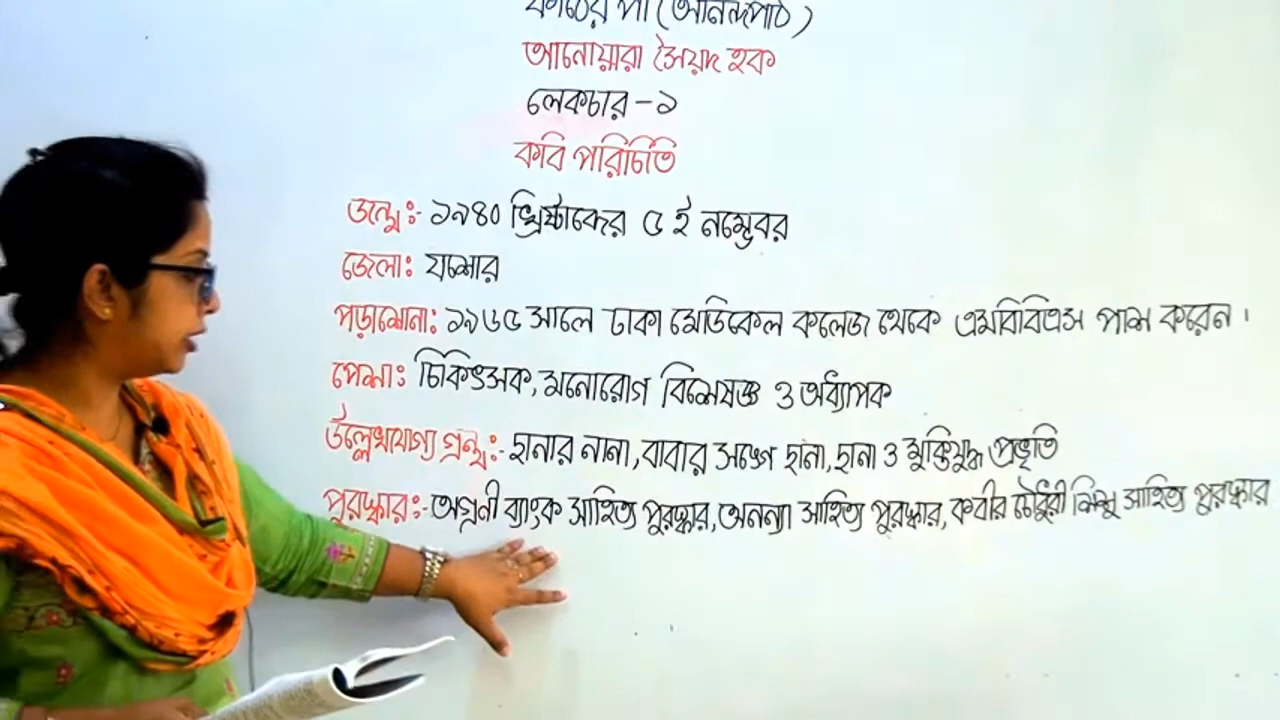 কাঠের পা (আনন্দপাঠ)
আনোয়ারা সৈয়দ হক
লেকচার - ১
কবি পরিচিতি
জন্মঃ- ১৯৪০ খ্রিষ্টাব্দের ৫ ই নভেম্বর
জেলাঃ যশোর
পড়াশোনাঃ ১৯৬৫ সালে ঢাকা মেডিকেল কলেজ থেকে এমবিবিএস পাশ করেন।
পেশাঃ চিকিৎসক, মনোরোগ বিশেষজ্ঞ ও অধ্যাপক
উল্লেখযোগ্য গ্রন্থঃ- ছানার নানা, বাবার সঙ্গে ছানা, ছানা ও মুক্তিযুদ্ধ প্রভৃতি
পুরস্কারঃ- অগ্রনী ব্যাংক সাহিত্য পুরস্কার, অনন্যা সাহিত্য পুরস্কার, কবীর চৌধুরী শিশু সাহিত্য পুরস্কার